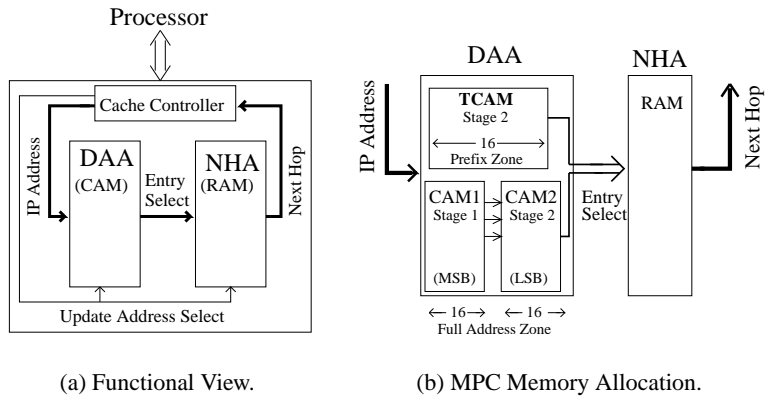 Processor
Cache Controller
IP Address
DAA
(CAM)
Entry
Select
NHA
(RAM)
Next Hop
Update Address Select
(a) Functional View.
DAA
NHA
IP Address
TCAM
Stage 2
16
Prefix Zone
CAM1
Stage 1
(MSB)
CAM2
Stage 2
(LSB)
16
16
Full Address Zone
Entry
Select
RAM
Next Hop
(b) MPC Memory Allocation.